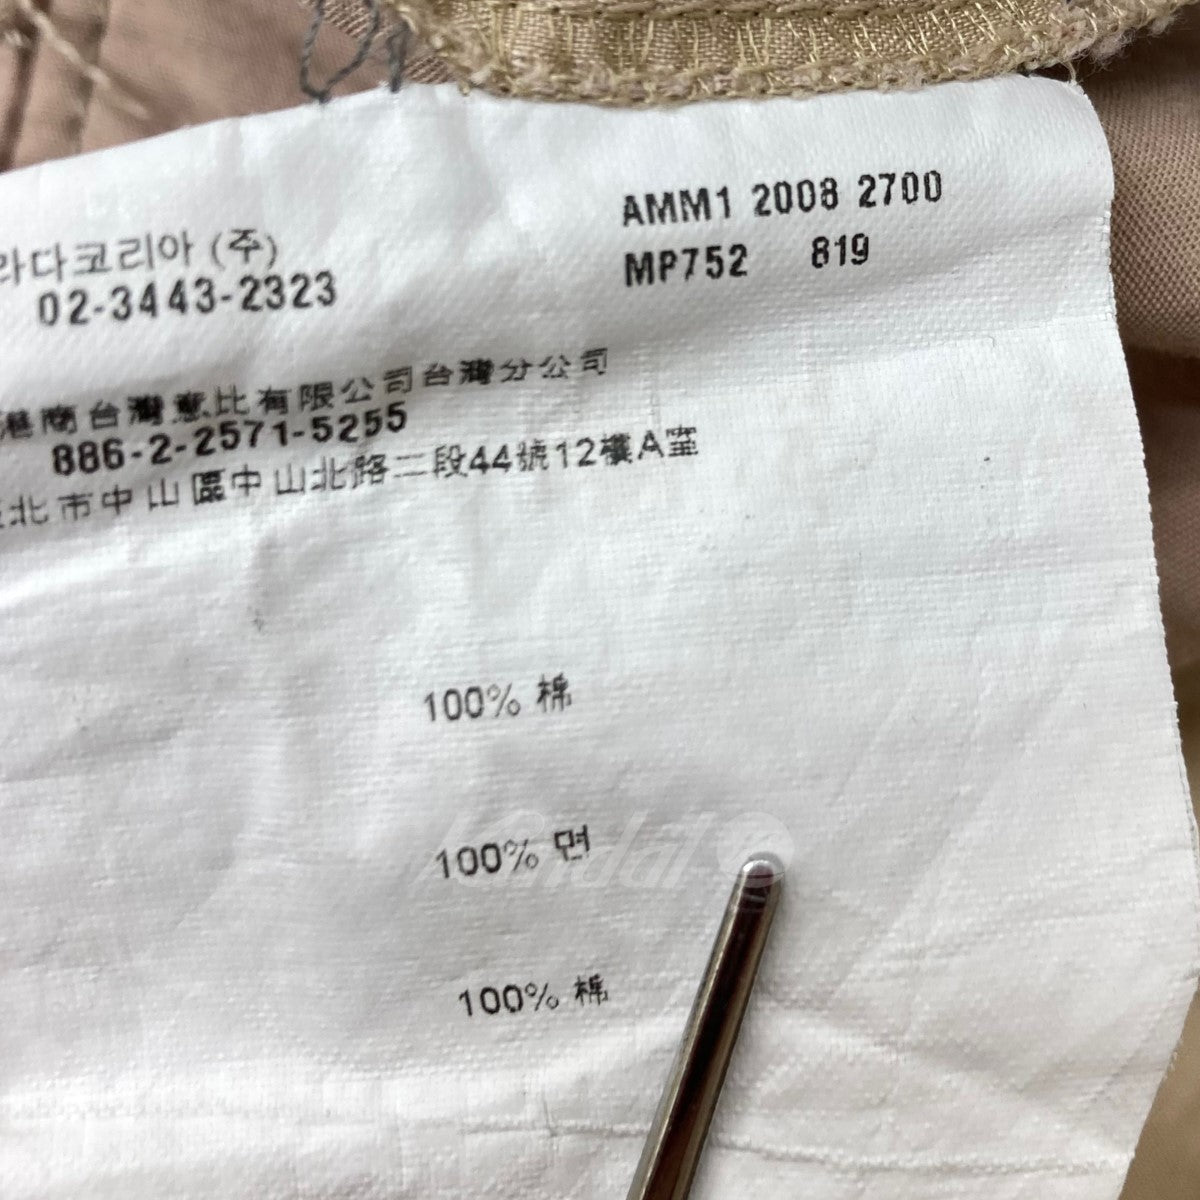 AMM1 2008 2700
MP752 819
라다코리아 (주)
02-3443-2323
港商台灣意比有限公司台灣分公司
886-2-2571-5255
北市中山區中山北路二段44號12樓A室
100% 棉
100% 면
100% 棉
Kindal